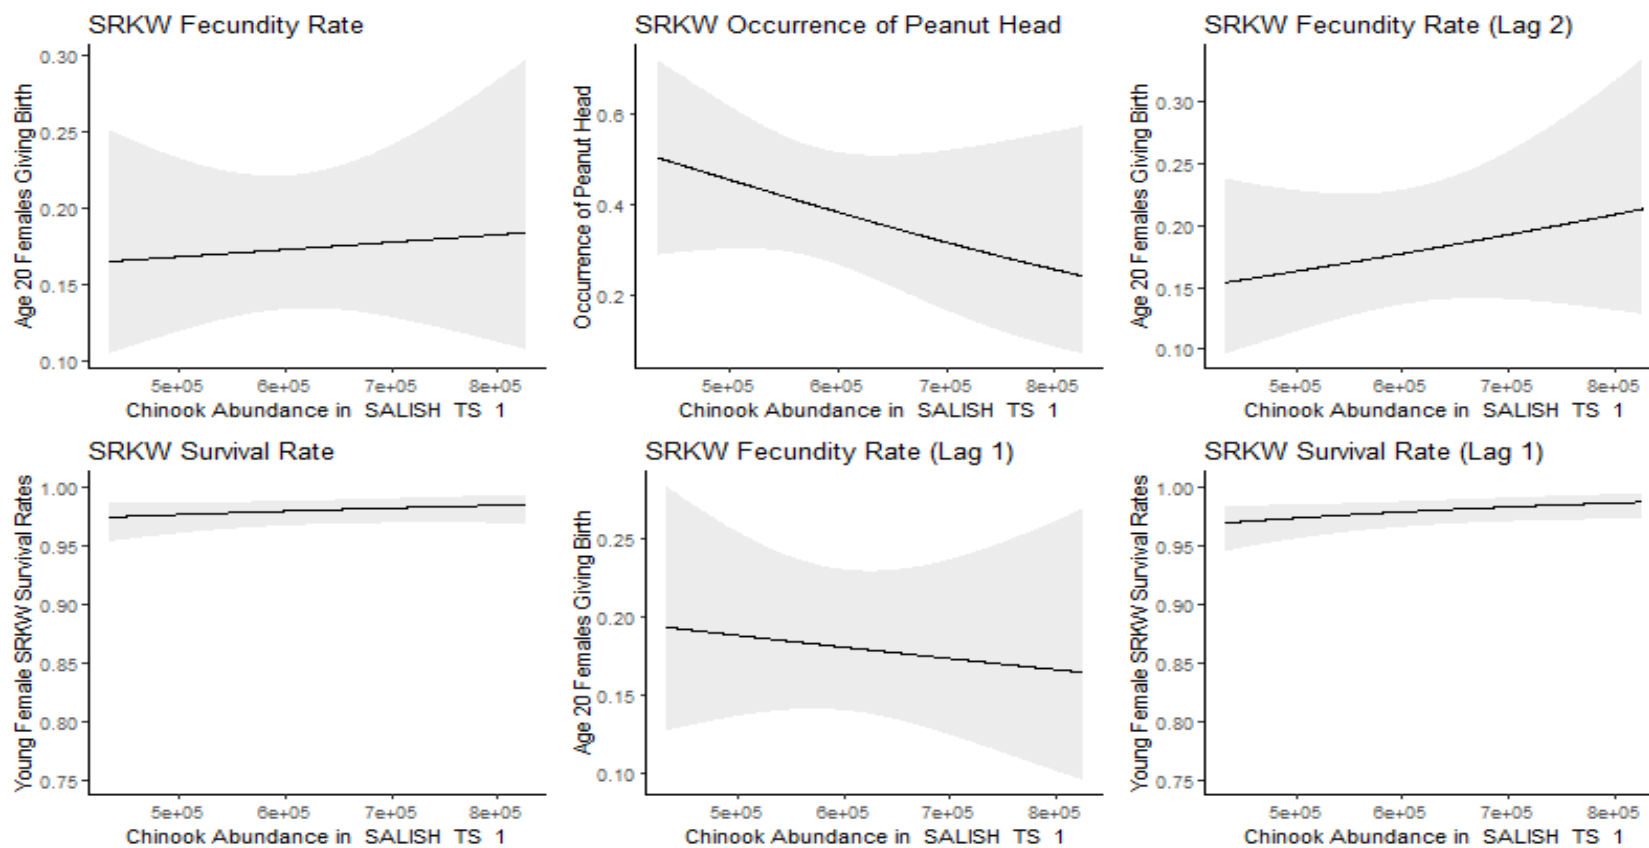 SRKW Fecundity Rate
Age 20 Females Giving Birth
0.30
0.25
0.20
0.15
0.10
5e+05 6e+05 7e+05 8e+05
Chinook Abundance in SALISH TS 1
SRKW Occurrence of Peanut Head
Occurrence of Peanut Head
0.6
0.4
0.2
5e+05 6e+05 7e+05 8e+05
Chinook Abundance in SALISH TS 1
SRKW Fecundity Rate (Lag 2)
Age 20 Females Giving Birth
0.30
0.25
0.20
0.15
0.10
5e+05 6e+05 7e+05 8e+05
Chinook Abundance in SALISH TS 1
SRKW Survival Rate
Young Female SRKW Survival Rates
1.00
0.95
0.90
0.85
0.80
0.75
5e+05 6e+05 7e+05 8e+05
Chinook Abundance in SALISH TS 1
SRKW Fecundity Rate (Lag 1)
Age 20 Females Giving Birth
0.25
0.20
0.15
0.10
5e+05 6e+05 7e+05 8e+05
Chinook Abundance in SALISH TS 1
SRKW Survival Rate (Lag 1)
Young Female SRKW Survival Rates
1.00
0.95
0.90
0.85
0.80
0.75
5e+05 6e+05 7e+05 8e+05
Chinook Abundance in SALISH TS 1